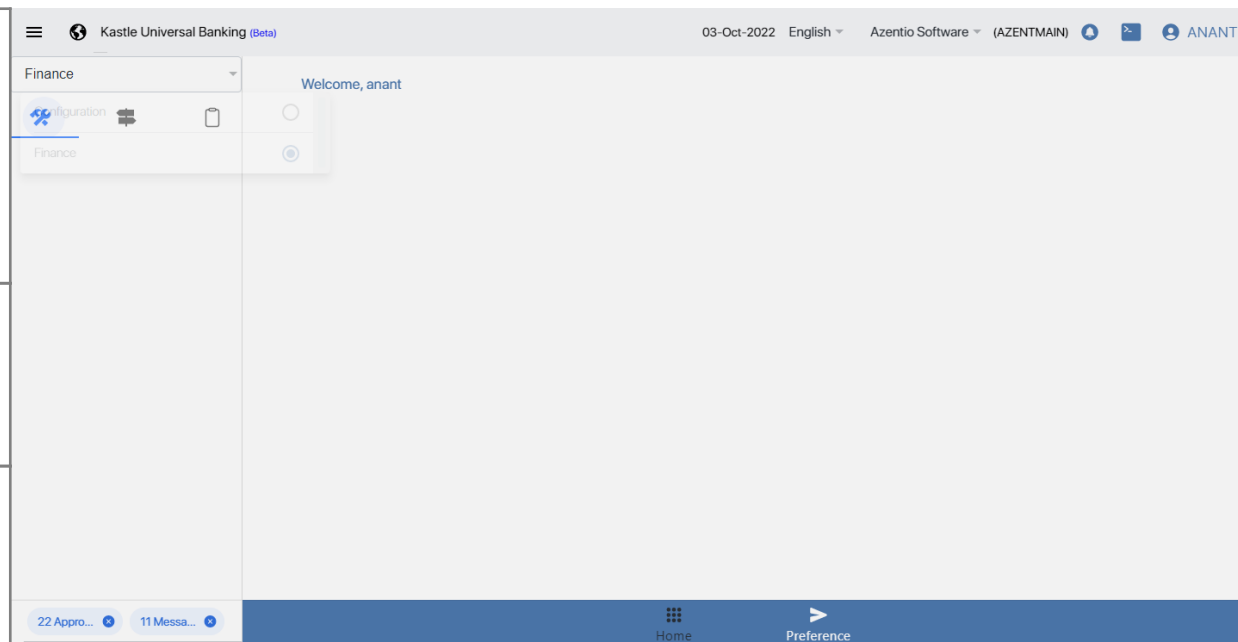 Kastle Universal Banking (Beta) 03-Oct-2022 English Azentio Software (AZENTMAIN) ANANT
Finance
Welcome, anant
Configuration
Finance
22 Appro... 11 Messa...
Home Preference